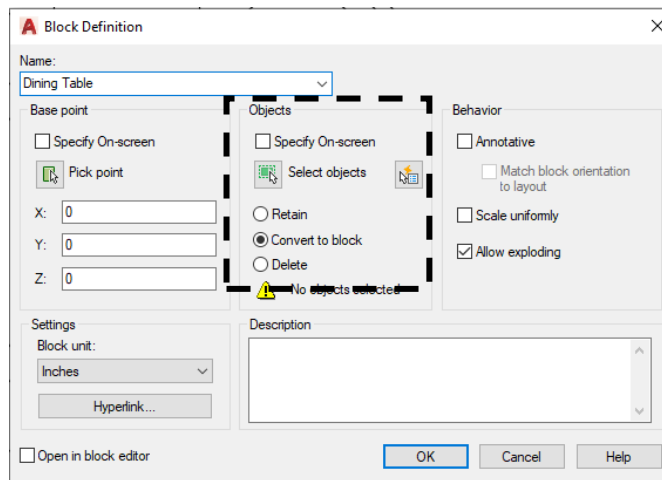 Block Definition
Name:
Dining Table
Base point
Specify On-screen
Pick point
X: 0
Y: 0
Z: 0
Objects
Specify On-screen
Select objects
Retain
Convert to block
Delete
No objects selected
Behavior
Annotative
Match block orientation
to layout
Scale uniformly
Allow exploding
Settings
Block unit:
Inches
Hyperlink...
Description
Open in block editor
OK
Cancel
Help